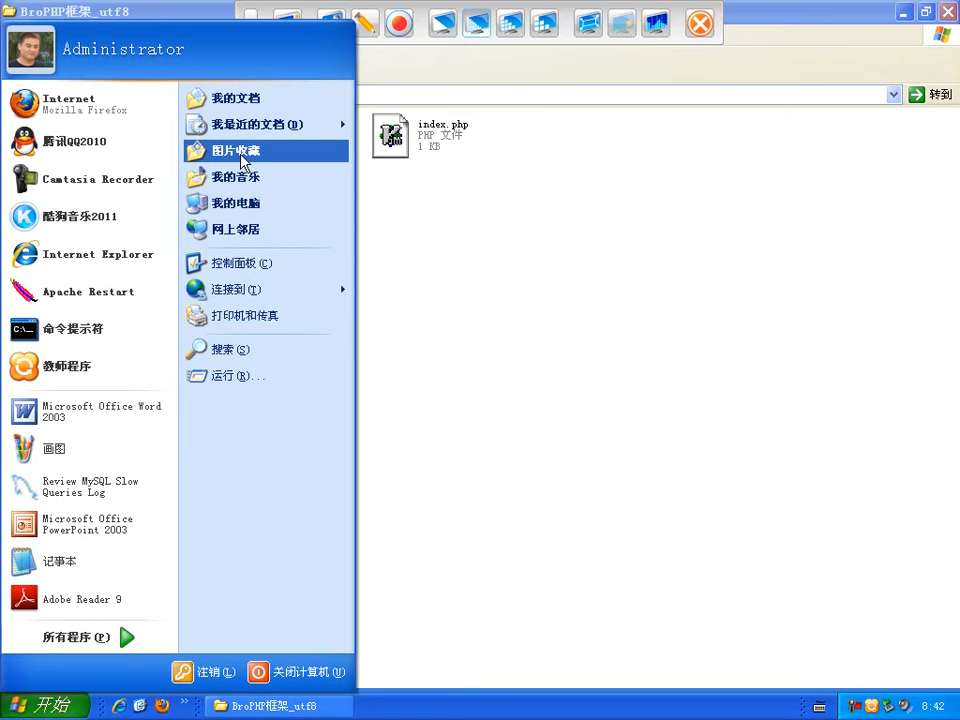 BroPHP框架_utf8
Administrator
转到
Internet
Mozilla Firefox
腾讯QQ2010
Camtasia Recorder
酷狗音乐2011
Internet Explorer
Apache Restart
命令提示符
教师程序
Microsoft Office Word
2003
画图
Review MySQL Slow
Queries Log
Microsoft Office
PowerPoint 2003
记事本
Adobe Reader 9
所有程序(P)
我的文档
我最近的文档(D)
图片收藏
我的音乐
我的电脑
网上邻居
控制面板(C)
连接到(T)
打印机和传真
搜索(S)
运行(R)...
index.php
PHP 文件
1 KB
注销(L)
关闭计算机(U)
开始
BroPHP框架_utf8
8:42